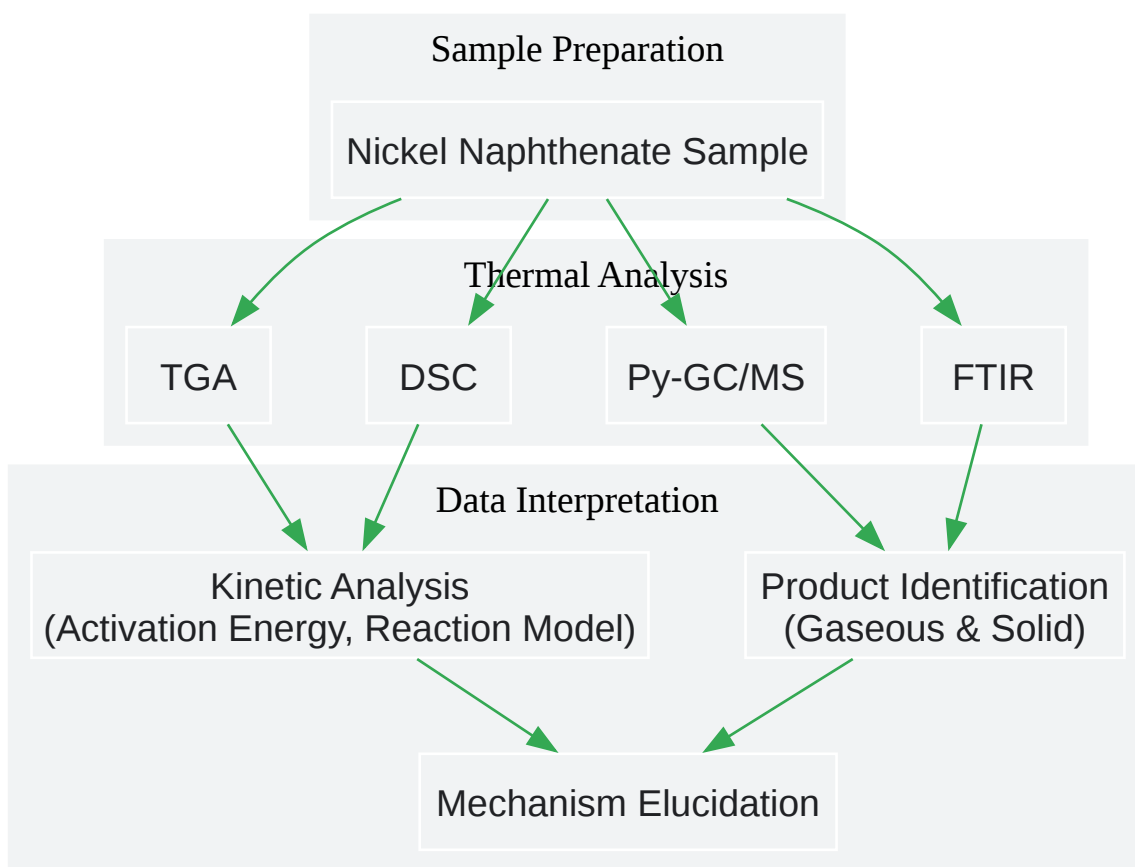 Sample Preparation
Nickel Naphthenate Sample
Thermal Analysis
TGA
DSC
Py-GC/MS
FTIR
Data Interpretation
Kinetic Analysis
(Activation Energy, Reaction Model)
Product Identification
(Gaseous & Solid)
Mechanism Elucidation